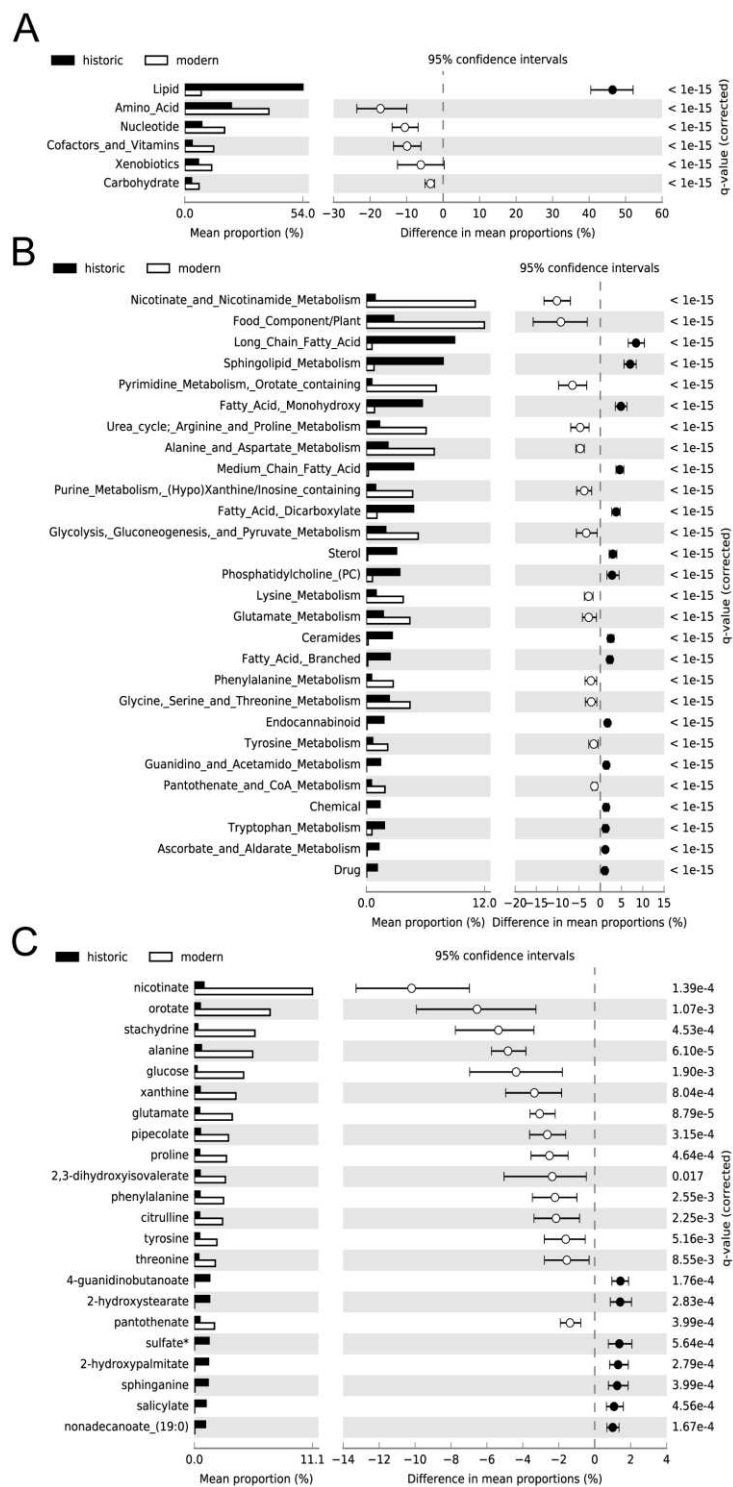 A
historic modern 95% confidence intervals
Lipid < 1e-15
Amino_Acid < 1e-15
Nucleotide < 1e-15
Cofactors_and_Vitamins < 1e-15
Xenobiotics < 1e-15
Carbohydrate < 1e-15
q-value (corrected)
0.0 54.0 −30 −20 −10 0 10 20 30 40 50 60
Mean proportion (%) Difference in mean proportions (%)
B
historic modern 95% confidence intervals
Nicotinate_and_Nicotinamide_Metabolism < 1e-15
Food_Component/Plant < 1e-15
Long_Chain_Fatty_Acid < 1e-15
Sphingolipid_Metabolism < 1e-15
Pyrimidine_Metabolism,_Orotate_containing < 1e-15
Fatty_Acid,_Monohydroxy < 1e-15
Urea_cycle;_Arginine_and_Proline_Metabolism < 1e-15
Alanine_and_Aspartate_Metabolism < 1e-15
Medium_Chain_Fatty_Acid < 1e-15
Purine_Metabolism,_(Hypo)Xanthine/Inosine_containing < 1e-15
Fatty_Acid,_Dicarboxylate < 1e-15
Glycolysis,_Gluconeogenesis,_and_Pyruvate_Metabolism < 1e-15
Sterol < 1e-15
Phosphatidylcholine_(PC) < 1e-15
Lysine_Metabolism < 1e-15
Glutamate_Metabolism < 1e-15
Ceramides < 1e-15
Fatty_Acid,_Branched < 1e-15
Phenylalanine_Metabolism < 1e-15
Glycine,_Serine_and_Threonine_Metabolism < 1e-15
Endocannabinoid < 1e-15
Tyrosine_Metabolism < 1e-15
Guanidino_and_Acetamido_Metabolism < 1e-15
Pantothenate_and_CoA_Metabolism < 1e-15
Chemical < 1e-15
Tryptophan_Metabolism < 1e-15
Ascorbate_and_Aldarate_Metabolism < 1e-15
Drug < 1e-15
q-value (corrected)
0.0 12.0 −20 −15 −10 −5 0 5 10 15
Mean proportion (%) Difference in mean proportions (%)
C
historic modern 95% confidence intervals
nicotinate 1.39e-4
orotate 1.07e-3
stachydrine 4.53e-4
alanine 6.10e-5
glucose 1.90e-3
xanthine 8.04e-4
glutamate 8.79e-5
pipecolate 3.15e-4
proline 4.64e-4
2,3-dihydroxyisovalerate 0.017
phenylalanine 2.55e-3
citrulline 2.25e-3
tyrosine 5.16e-3
threonine 8.55e-3
4-guanidinobutanoate 1.76e-4
2-hydroxystearate 2.83e-4
pantothenate 3.99e-4
sulfate* 5.64e-4
2-hydroxypalmitate 2.79e-4
sphinganine 3.99e-4
salicylate 4.56e-4
nonadecanoate_(19:0) 1.67e-4
q-value (corrected)
0.0 11.1 −14 −12 −10 −8 −6 −4 −2 0 2 4
Mean proportion (%) Difference in mean proportions (%)